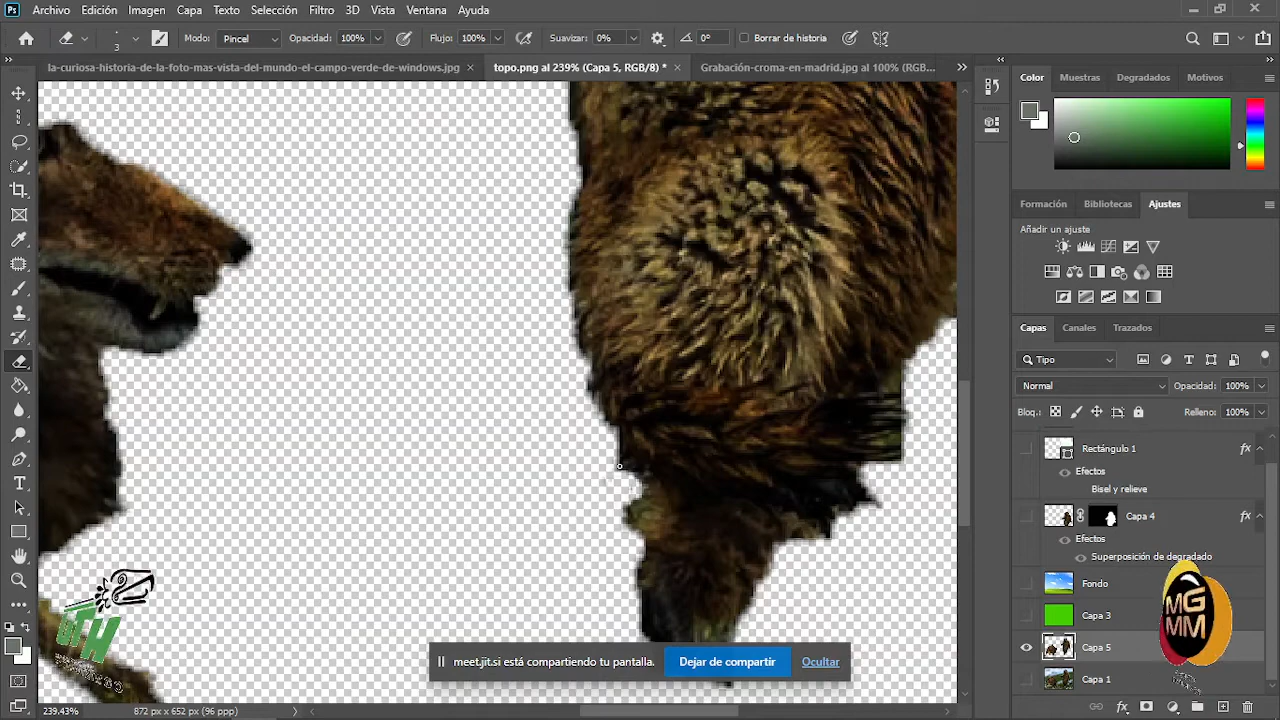 Ps Archivo Edición Imagen Capa Texto Selección Filtro 3D Vista Ventana Ayuda
3 Modo: Pincel Opacidad: 100% Flujo: 100% Suavizar: 0% 0° Borrar de historia
la-curiosa-historia-de-la-foto-mas-vista-del-mundo-el-campo-verde-de-windows.jpg × topo.png al 239% (Capa 5, RGB/8) * × Grabación-croma-en-madrid.jpg al 100% (RGB...
Color Muestras Degradados Motivos
Formación Bibliotecas Ajustes
Añadir un ajuste
Capas Canales Trazados
Tipo
Normal Opacidad: 100%
Bloq.: Relleno: 100%
Rectángulo 1 fx
Efectos
Bisel y relieve
Capa 4 fx
Efectos
Superposición de degradado
Fondo
Capa 3
Capa 5
Capa 1
MG
MM
UTH
meet.jit.si está compartiendo tu pantalla. Dejar de compartir Ocultar
239.43% 872 px x 652 px (96 ppp)
fx